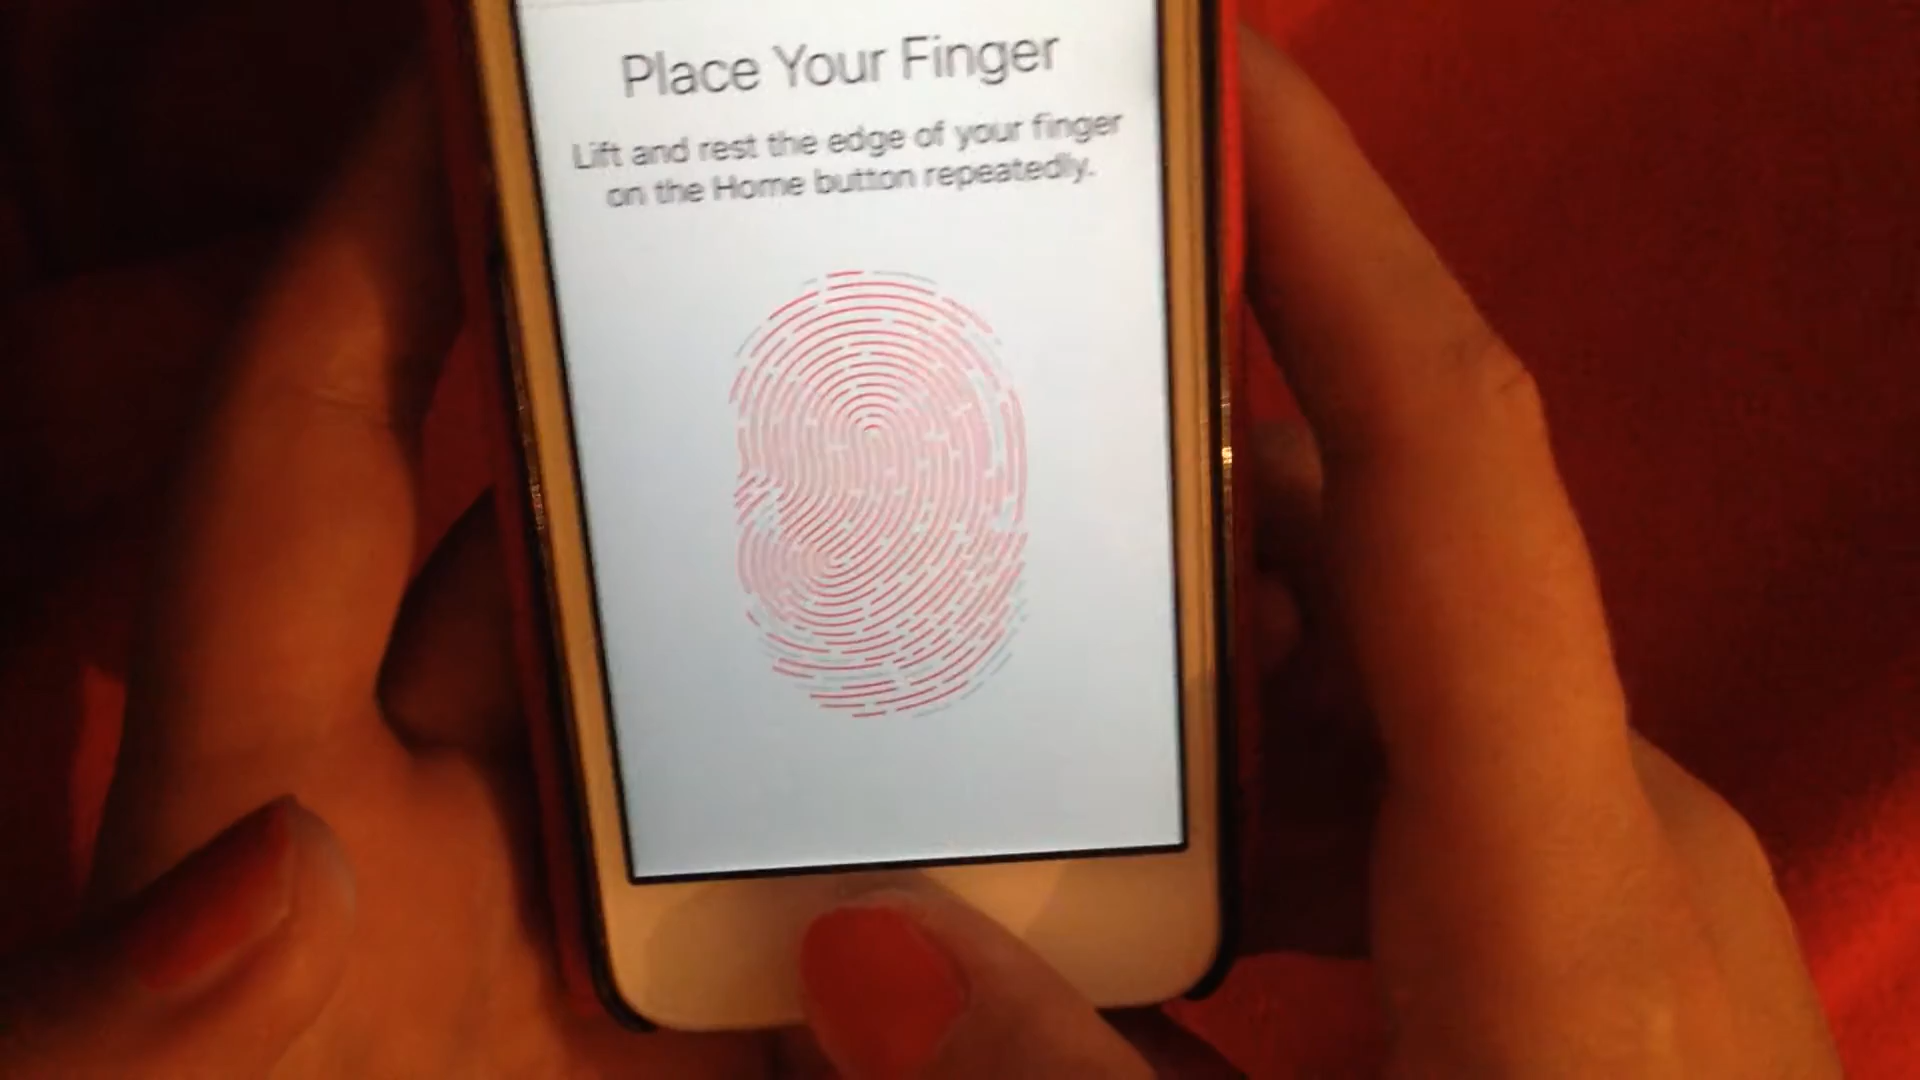 Place Your Finger
Lift and rest the edge of your finger
on the Home button repeatedly.